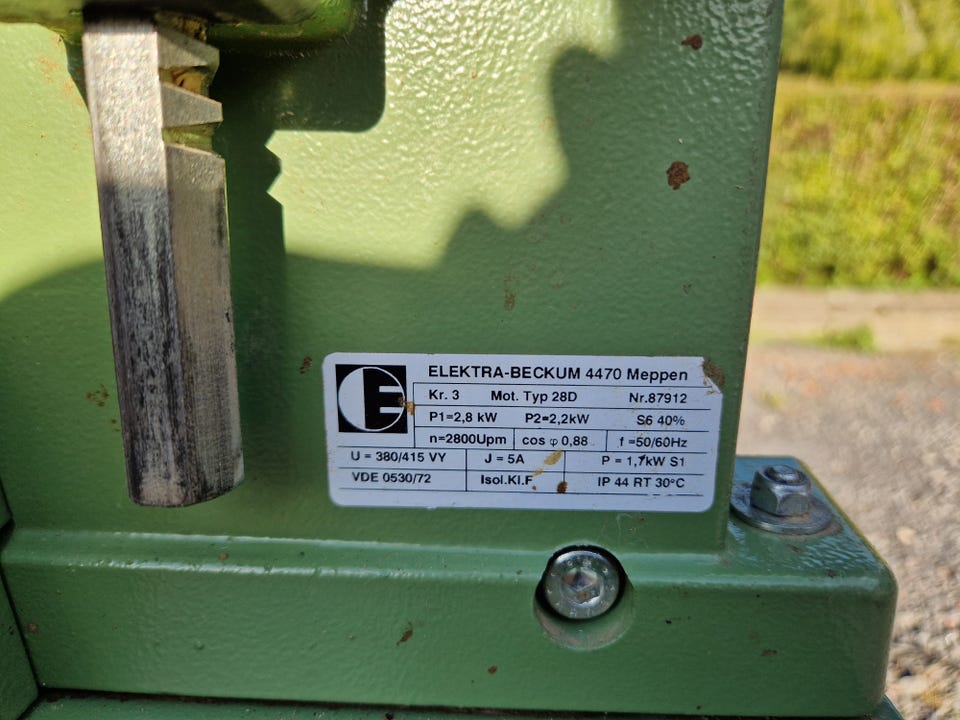 ELEKTRA-BECKUM 4470 Meppen
E
Kr. 3 Mot. Typ 28D Nr.87912
P1=2,8 kW P2=2,2kW S6 40%
n=2800Upm cos φ 0,88 f =50/60Hz
U = 380/415 VY J = 5A P = 1,7kW S1
VDE 0530/72 Isol.Kl.F IP 44 RT 30°C